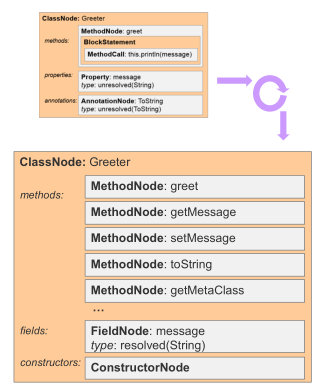 ClassNode: Greeter
methods:
MethodNode: greet
BlockStatement
MethodCall: this.println(message)
properties:
Property: message
type: unresolved(String)
annotations:
AnnotationNode: ToString
type: unresolved(ToString)
ClassNode: Greeter
methods:
MethodNode: greet
MethodNode: getMessage
MethodNode: setMessage
MethodNode: toString
MethodNode: getMetaClass
...
fields:
FieldNode: message
type: resolved(String)
constructors:
ConstructorNode